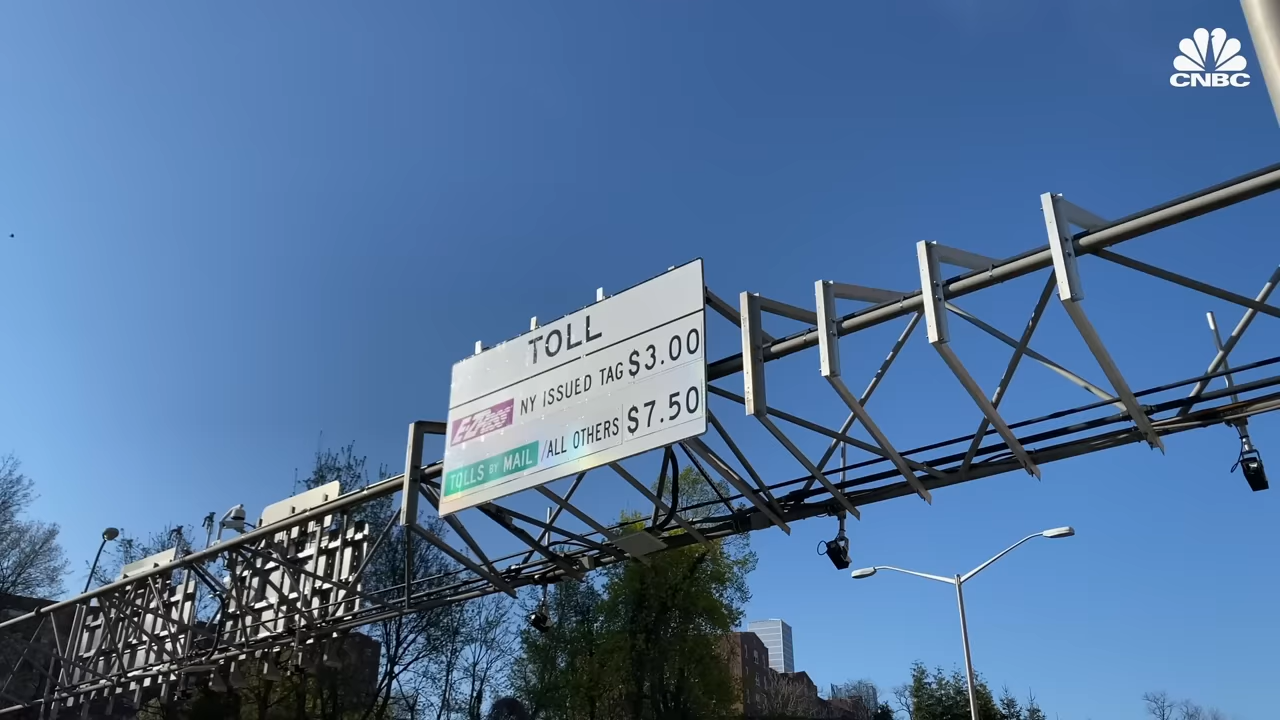 CNBC
TOLL
E-ZPass NY ISSUED TAG $3.00
TOLLS BY MAIL /ALL OTHERS $7.50